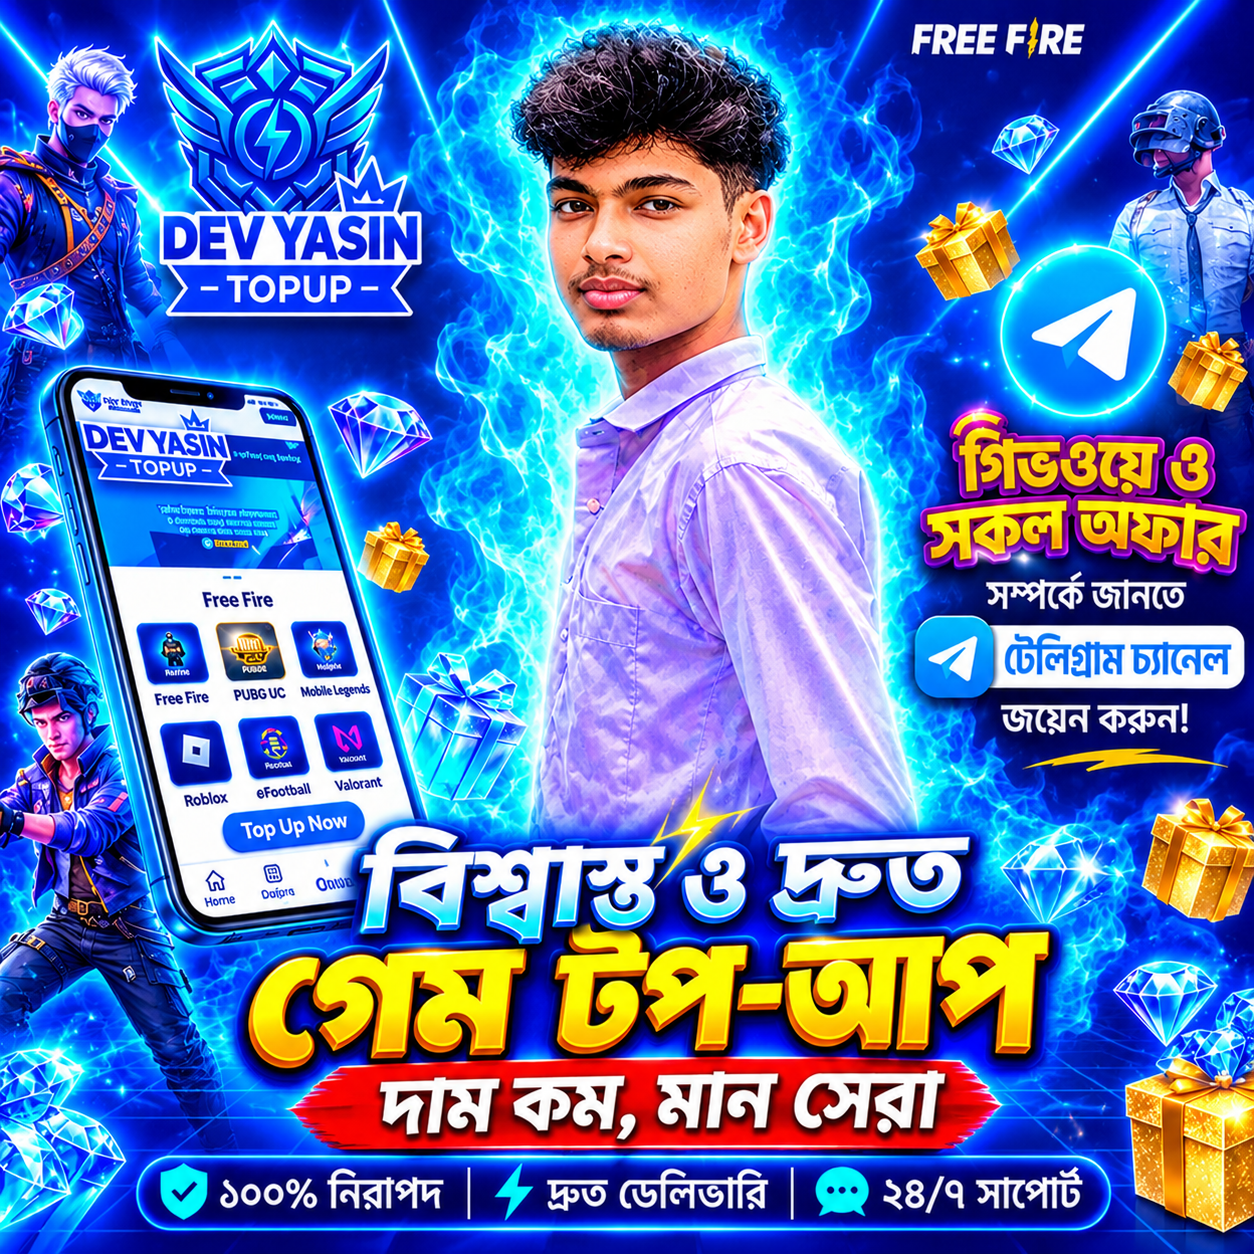 FREE FIRE
DEV YASIN
– TOPUP –
DEV YASIN
– TOPUP –
Free Fire
Free Fire
PUBG UC
Mobile Legends
Roblox
eFootball
Valorant
Top Up Now
Home
গিভওয়ে ও
সকল অফার
সম্পর্কে জানতে
টেলিগ্রাম চ্যানেল
জয়েন করুন!
বিশ্বাস্ত ও দ্রুত
গেম টপ-আপ
দাম কম, মান সেরা
১০০% নিরাপদ
দ্রুত ডেলিভারি
২৪/৭ সাপোর্ট